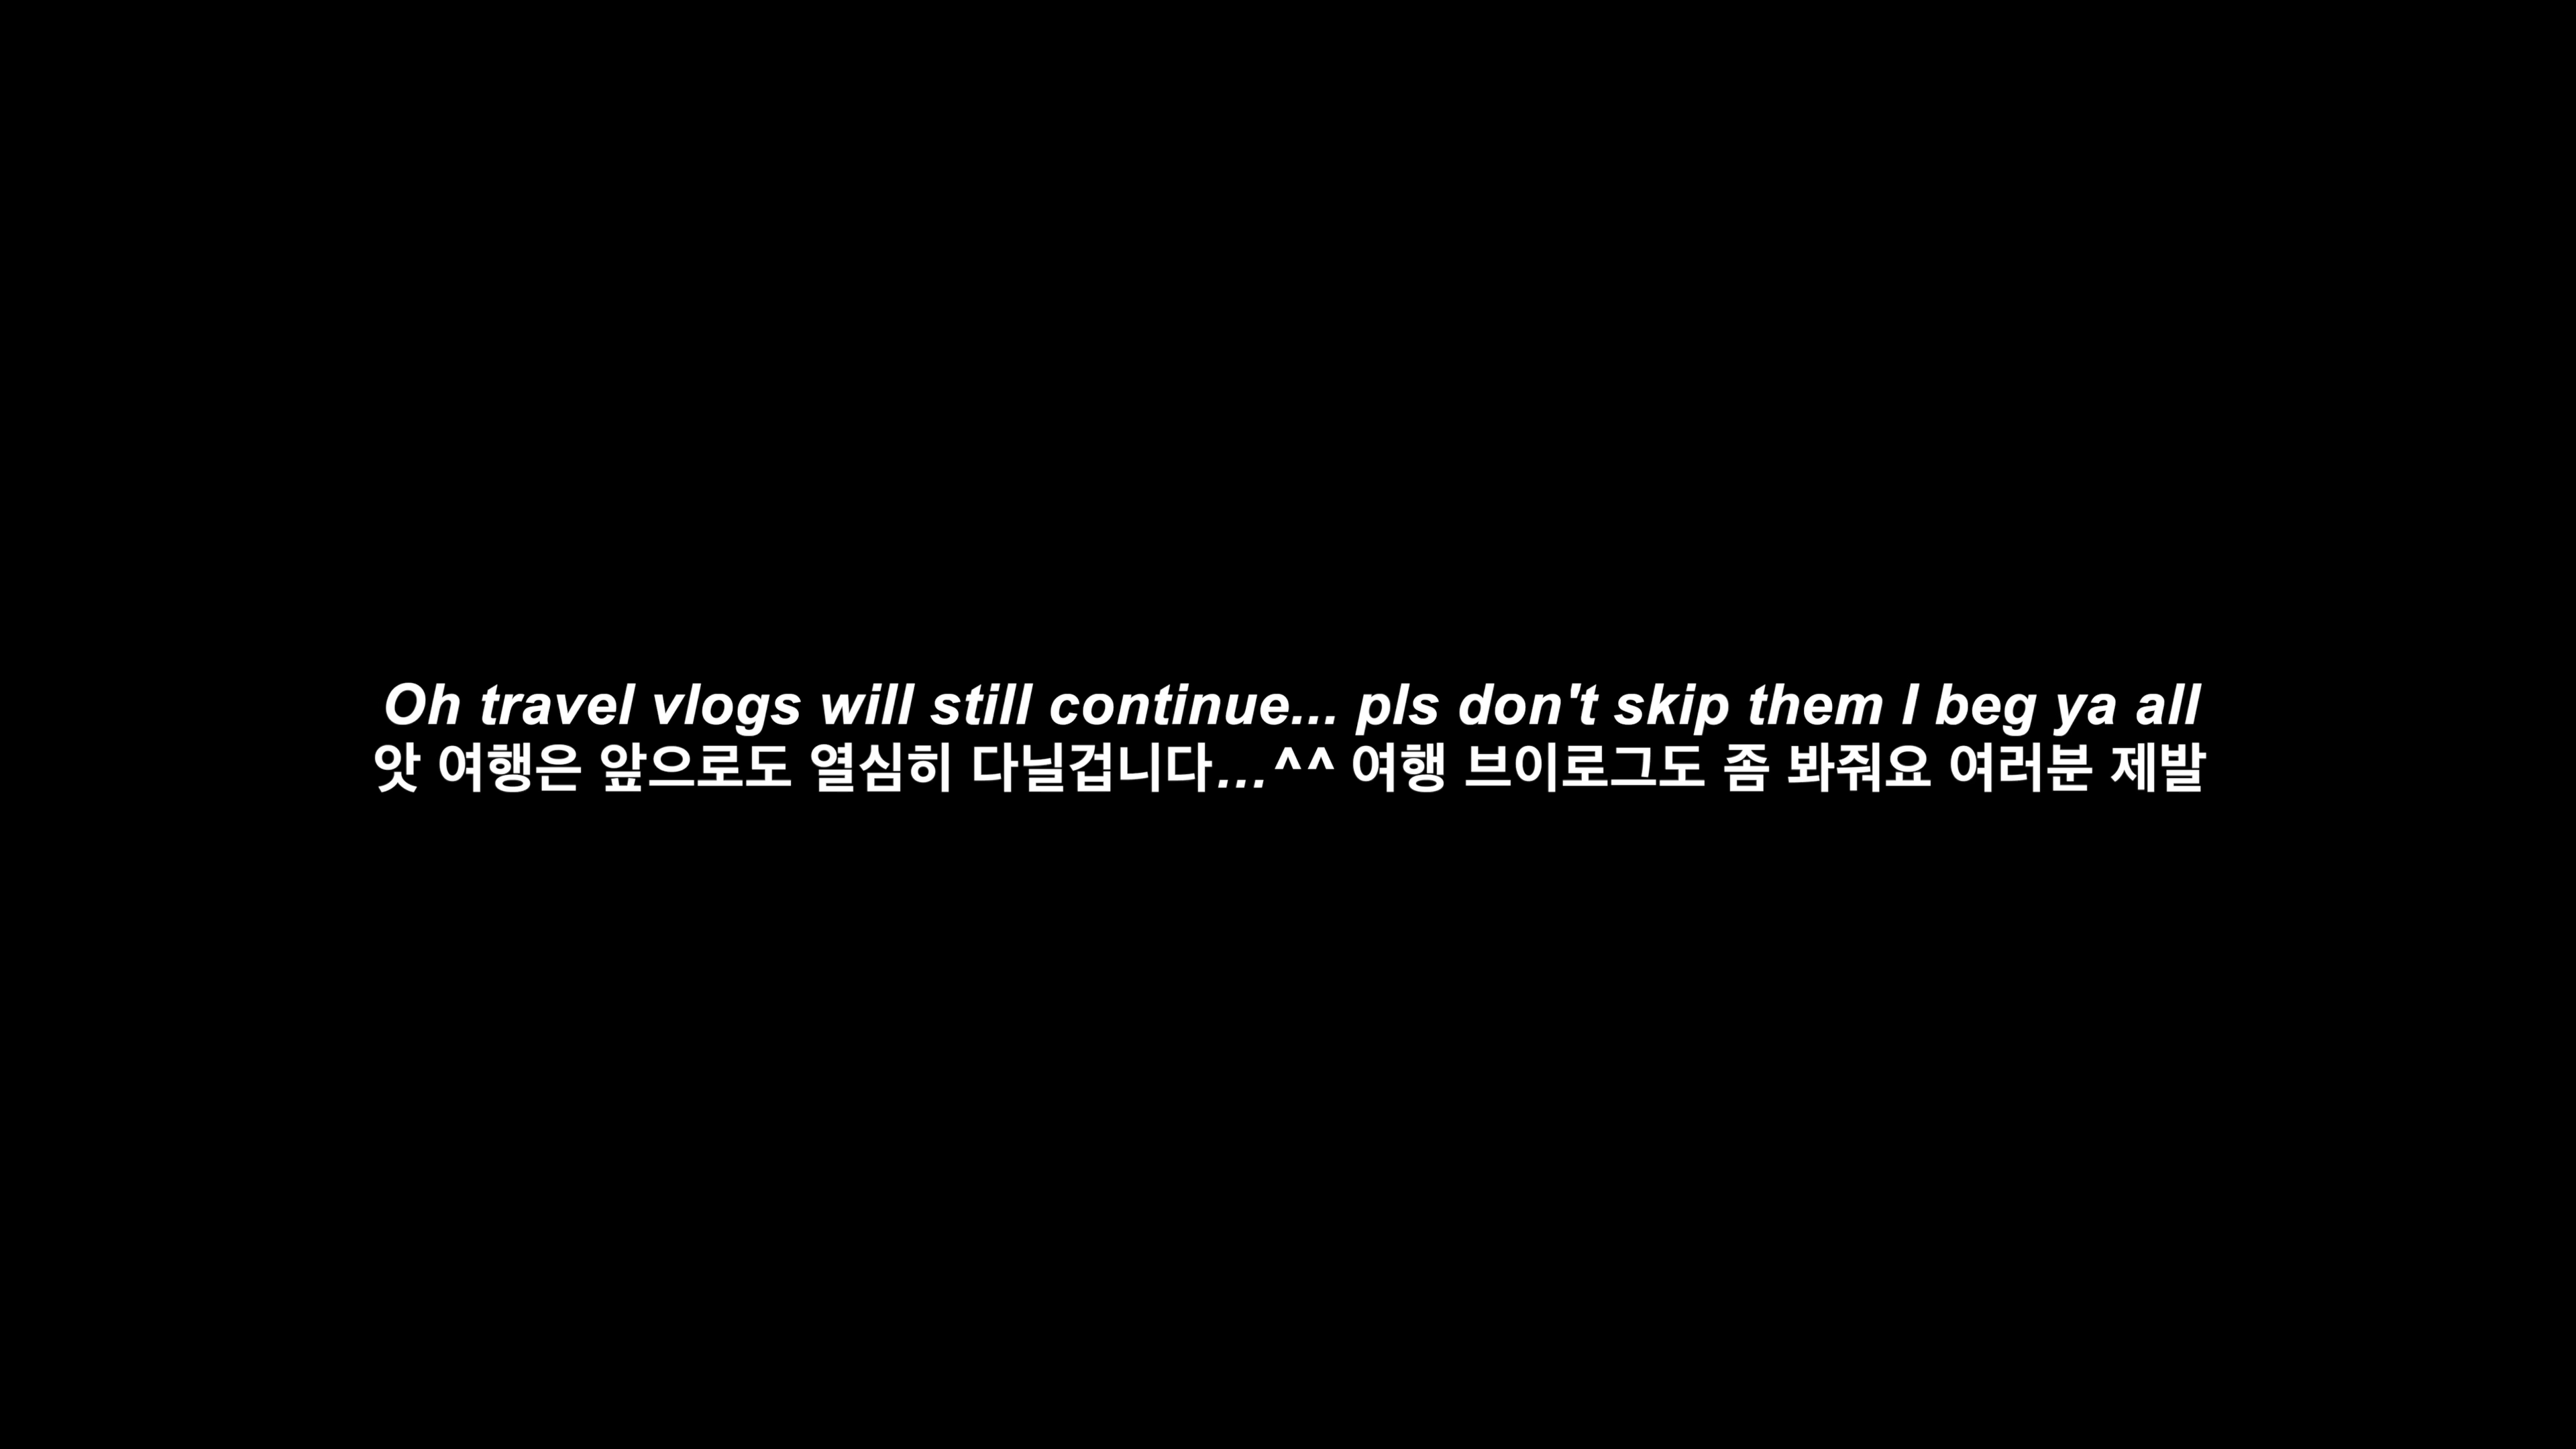 Oh travel vlogs will still continue... pls don't skip them I beg ya all
앗 여행은 앞으로도 열심히 다닐겁니다...^^ 여행 브이로그도 좀 봐줘요 여러분 제발